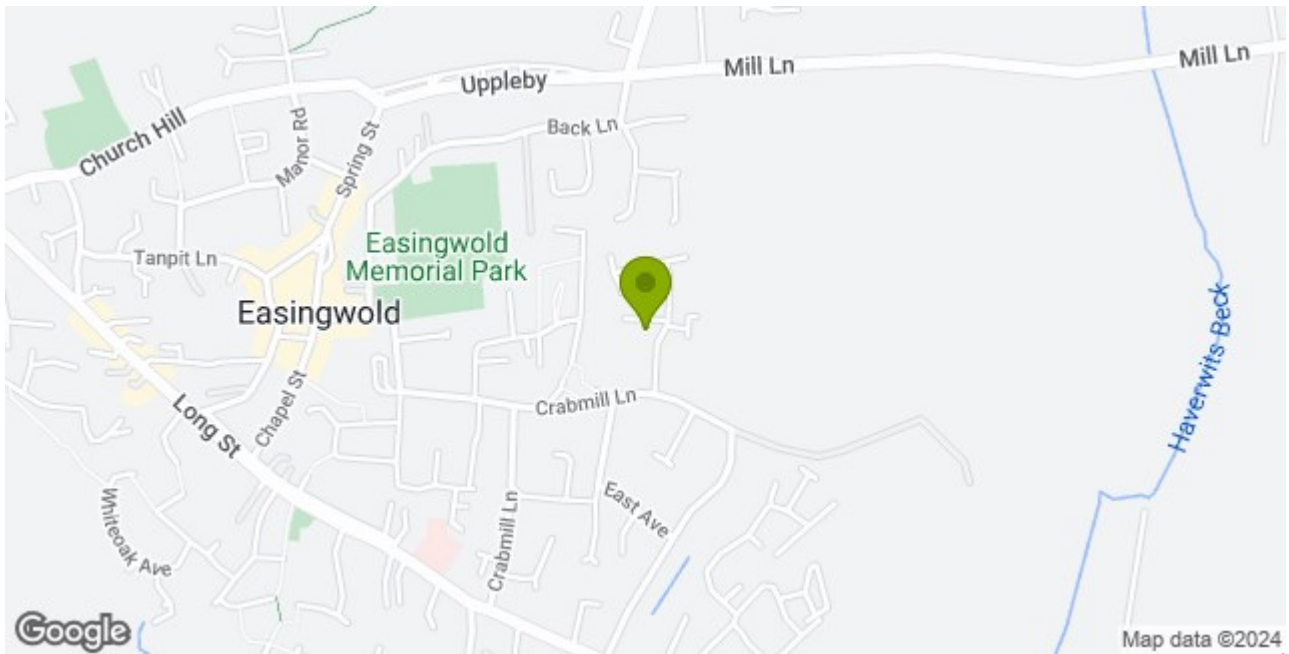 Mill Ln
Mill Ln
Uppleby
Church Hill
Manor Rd
Spring St
Back Ln
Tanpit Ln
Easingwold
Memorial Park
Easingwold
Haverwits Beck
Long St
Chapel St
Crabmill Ln
Whiteoak Ave
Crabmill Ln
East Ave
Google
Map data ©2024